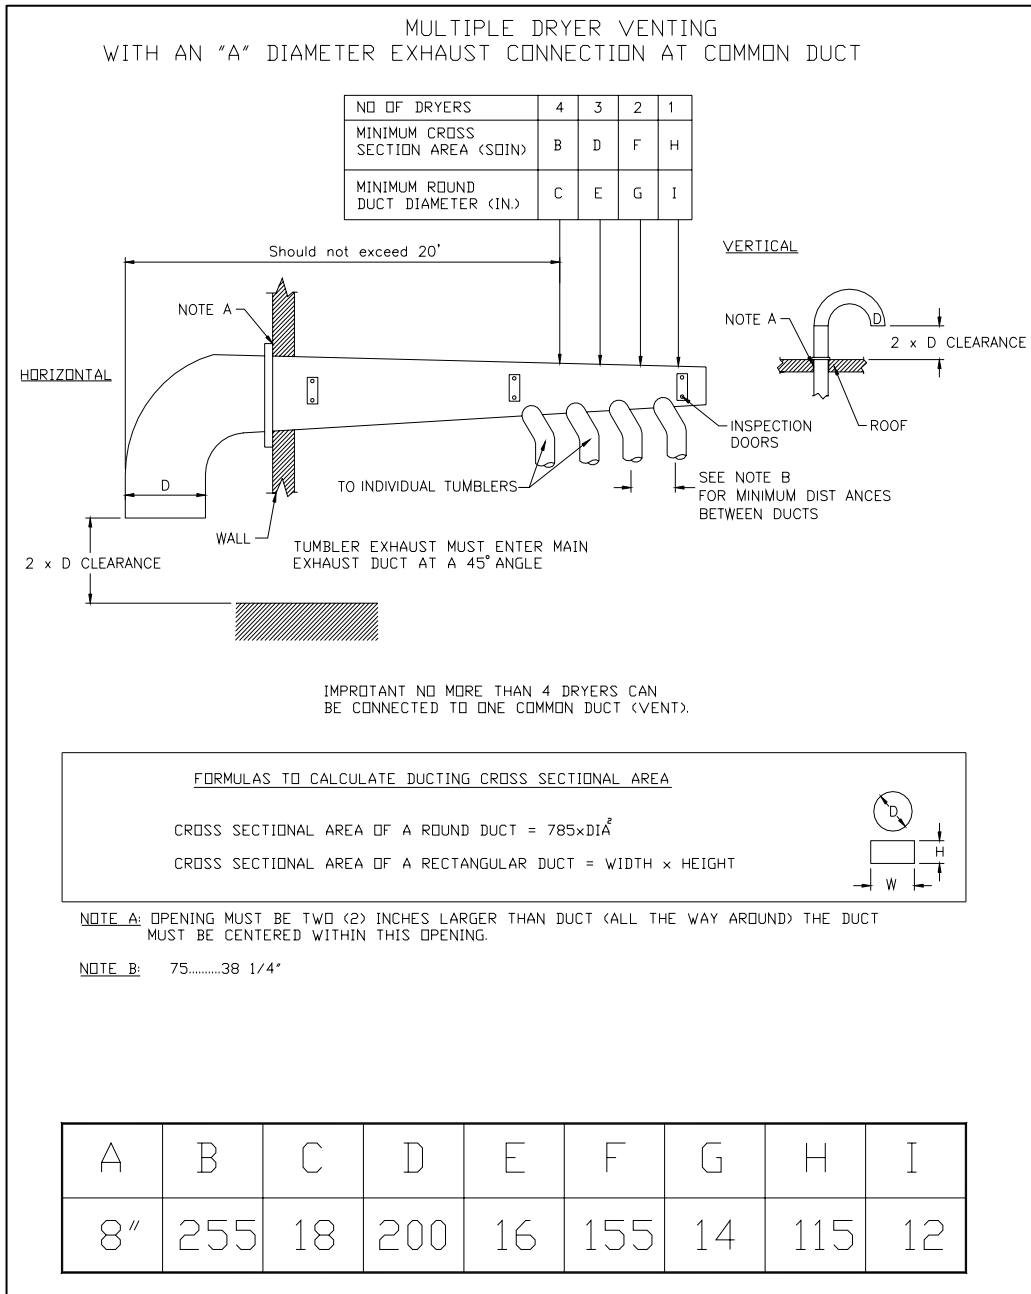 MULTIPLE DRYER VENTING
WITH AN "A" DIAMETER EXHAUST CONNECTION AT COMMON DUCT
NO OF DRYERS 4 3 2 1
MINIMUM CROSS
SECTION AREA (SOIN) B D F H
MINIMUM ROUND
DUCT DIAMETER (IN.) C E G I
Should not exceed 20'
VERTICAL
NOTE A
NOTE A
D
2 x D CLEARANCE
HORIZONTAL
INSPECTION
DOORS
ROOF
D
TO INDIVIDUAL TUMBLERS
SEE NOTE B
FOR MINIMUM DIST ANCES
BETWEEN DUCTS
WALL
TUMBLER EXHAUST MUST ENTER MAIN
EXHAUST DUCT AT A 45° ANGLE
2 x D CLEARANCE
IMPROTANT NO MORE THAN 4 DRYERS CAN
BE CONNECTED TO ONE COMMON DUCT (VENT).
FORMULAS TO CALCULATE DUCTING CROSS SECTIONAL AREA
CROSS SECTIONAL AREA OF A ROUND DUCT = 785xDIA²
CROSS SECTIONAL AREA OF A RECTANGULAR DUCT = WIDTH x HEIGHT
D
H
W
NOTE A: OPENING MUST BE TWO (2) INCHES LARGER THAN DUCT (ALL THE WAY AROUND) THE DUCT
MUST BE CENTERED WITHIN THIS OPENING.
NOTE B: 75.........38 1/4"
A B C D E F G H I
8" 255 18 200 16 155 14 115 12